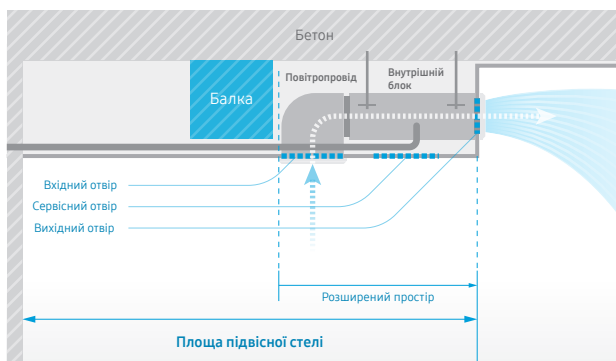 Бетон
Повітропровід
Внутрішній
блок
Балка
Вхідний отвір
Сервісний отвір
Вихідний отвір
Розширений простір
Площа підвісної стелі